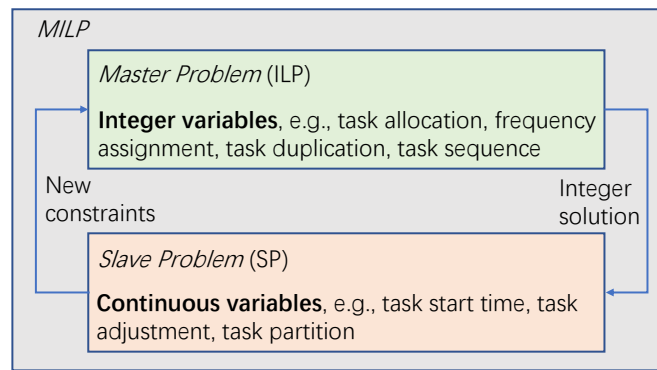 MILP
Master Problem (ILP)
Integer variables, e.g., task allocation, frequency
assignment, task duplication, task sequence
New
constraints
Integer
solution
Slave Problem (SP)
Continuous variables, e.g., task start time, task
adjustment, task partition